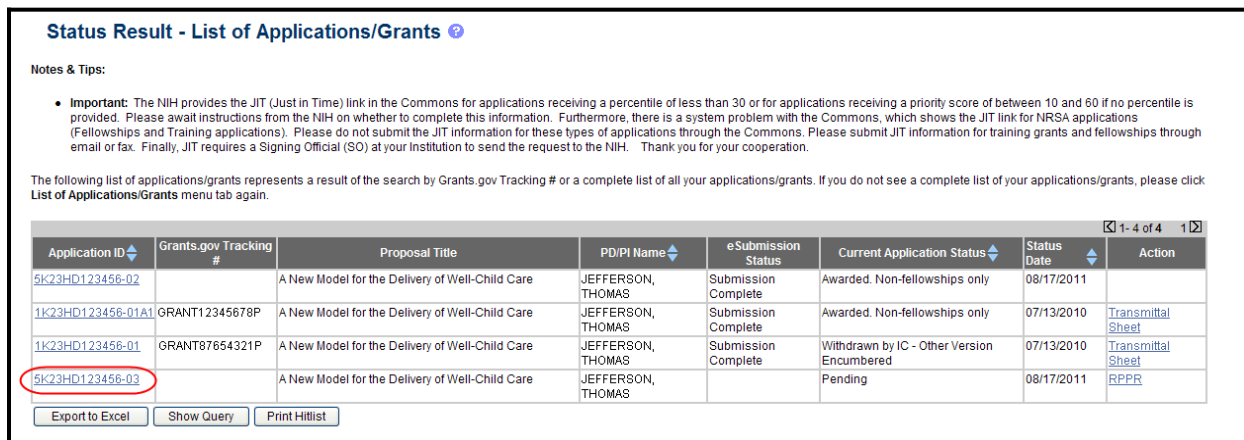 Status Result - List of Applications/Grants ?
Notes & Tips:
• Important: The NIH provides the JIT (Just in Time) link in the Commons for applications receiving a percentile of less than 30 or for applications receiving a priority score of between 10 and 60 if no percentile is
provided. Please await instructions from the NIH on whether to complete this information. Furthermore, there is a system problem with the Commons, which shows the JIT link for NRSA applications
(Fellowships and Training applications). Please do not submit the JIT information for these types of applications through the Commons. Please submit JIT information for training grants and fellowships through
email or fax. Finally, JIT requires a Signing Official (SO) at your Institution to send the request to the NIH. Thank you for your cooperation.
The following list of applications/grants represents a result of the search by Grants.gov Tracking # or a complete list of all your applications/grants. If you do not see a complete list of your applications/grants, please click
List of Applications/Grants menu tab again.
1- 4 of 4 1
Application ID Grants.gov Tracking # Proposal Title PD/PI Name eSubmission Status Current Application Status Status Date Action
5K23HD123456-02 A New Model for the Delivery of Well-Child Care JEFFERSON, THOMAS Submission Complete Awarded. Non-fellowships only 08/17/2011
1K23HD123456-01A1 GRANT12345678P A New Model for the Delivery of Well-Child Care JEFFERSON, THOMAS Submission Complete Awarded. Non-fellowships only 07/13/2010 Transmittal Sheet
1K23HD123456-01 GRANT87654321P A New Model for the Delivery of Well-Child Care JEFFERSON, THOMAS Submission Complete Withdrawn by IC - Other Version Encumbered 07/13/2010 Transmittal Sheet
5K23HD123456-03 A New Model for the Delivery of Well-Child Care JEFFERSON, THOMAS Pending 08/17/2011 RPPR
Export to Excel Show Query Print Hitlist